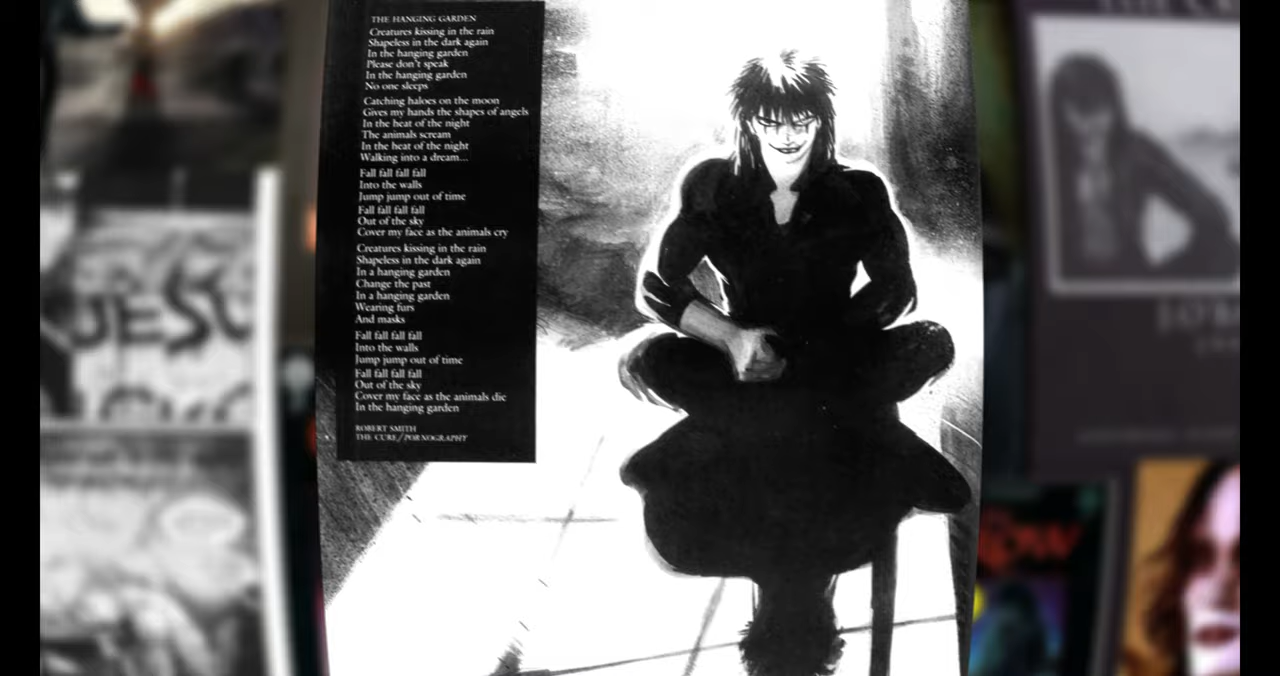 THE HANGING GARDEN
Creatures kissing in the rain
Shapeless in the dark again
In the hanging garden
Please don't speak
In the hanging garden
No one sleeps
Catching haloes on the moon
Gives my hands the shapes of angels
In the heat of the night
The animals scream
In the heat of the night
Walking into a dream...
Fall fall fall fall
Into the walls
Jump jump out of time
Fall fall fall fall
Out of the sky
Cover my face as the animals cry
Creatures kissing in the rain
Shapeless in the dark again
In a hanging garden
Change the past
In a hanging garden
Wearing furs
And masks
Fall fall fall fall
Into the walls
Jump jump out of time
Fall fall fall fall
Out of the sky
Cover my face as the animals die
In the hanging garden
ROBERT SMITH
THE CURE/PORNOGRAPHY